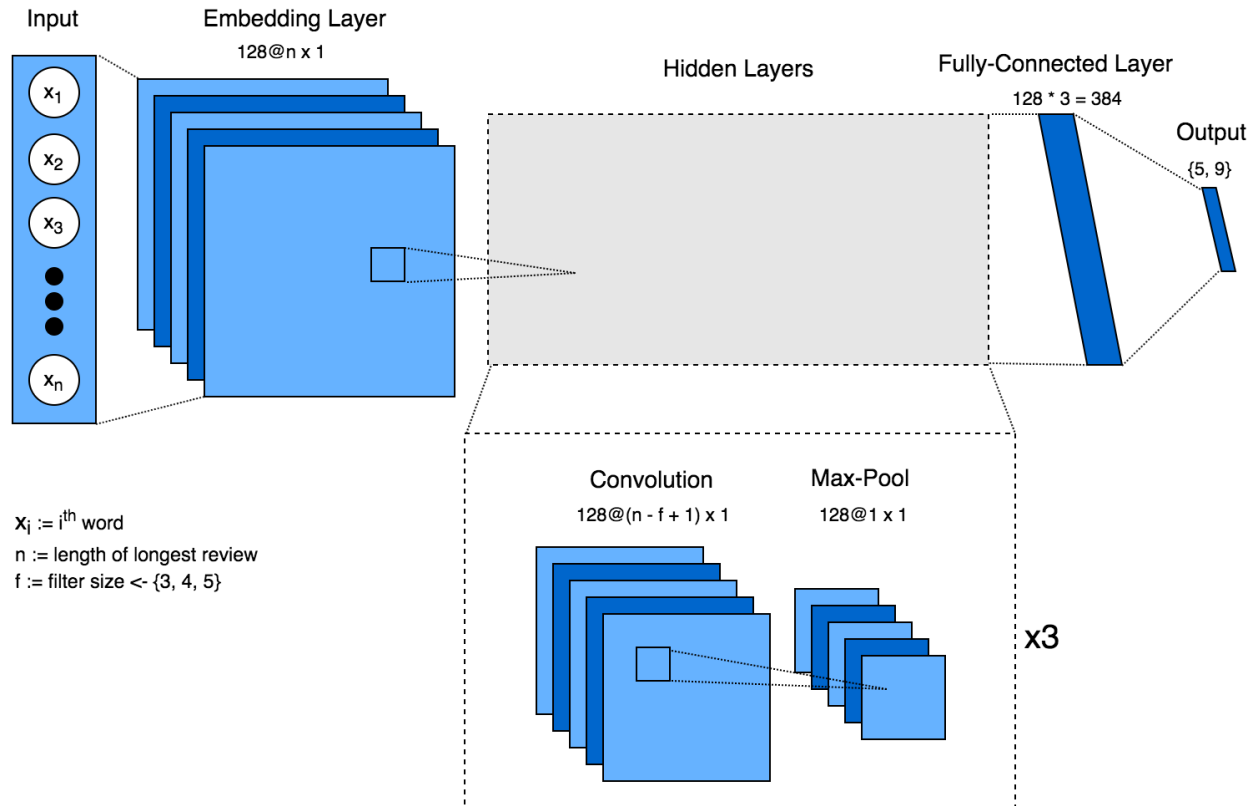 Input
Embedding Layer
128@n x 1
Hidden Layers
Fully-Connected Layer
128 * 3 = 384
Output
{5, 9}
x1
x2
x3
xn
xi := ith word
n := length of longest review
f := filter size <- {3, 4, 5}
Convolution
128@(n - f + 1) x 1
Max-Pool
128@1 x 1
x3